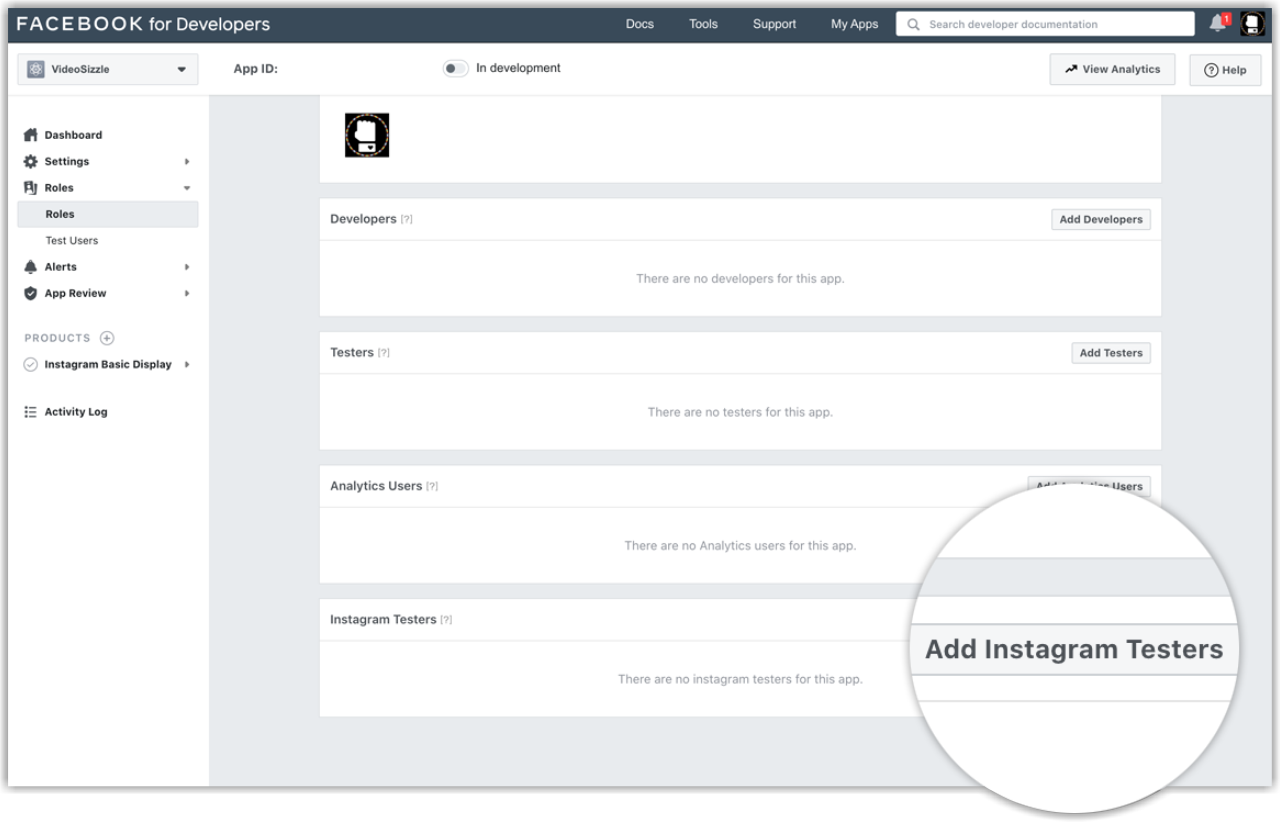 FACEBOOK for Developers
Docs
Tools
Support
My Apps
Search developer documentation
1
VideoSizzle
App ID:
In development
View Analytics
? Help
Dashboard
Settings
Roles
Roles
Test Users
Alerts
App Review
PRODUCTS
Instagram Basic Display
Activity Log
Developers [?]
Add Developers
There are no developers for this app.
Testers [?]
Add Testers
There are no testers for this app.
Analytics Users [?]
Add Analytics Users
There are no Analytics users for this app.
Instagram Testers [?]
Add Instagram Testers
There are no instagram testers for this app.